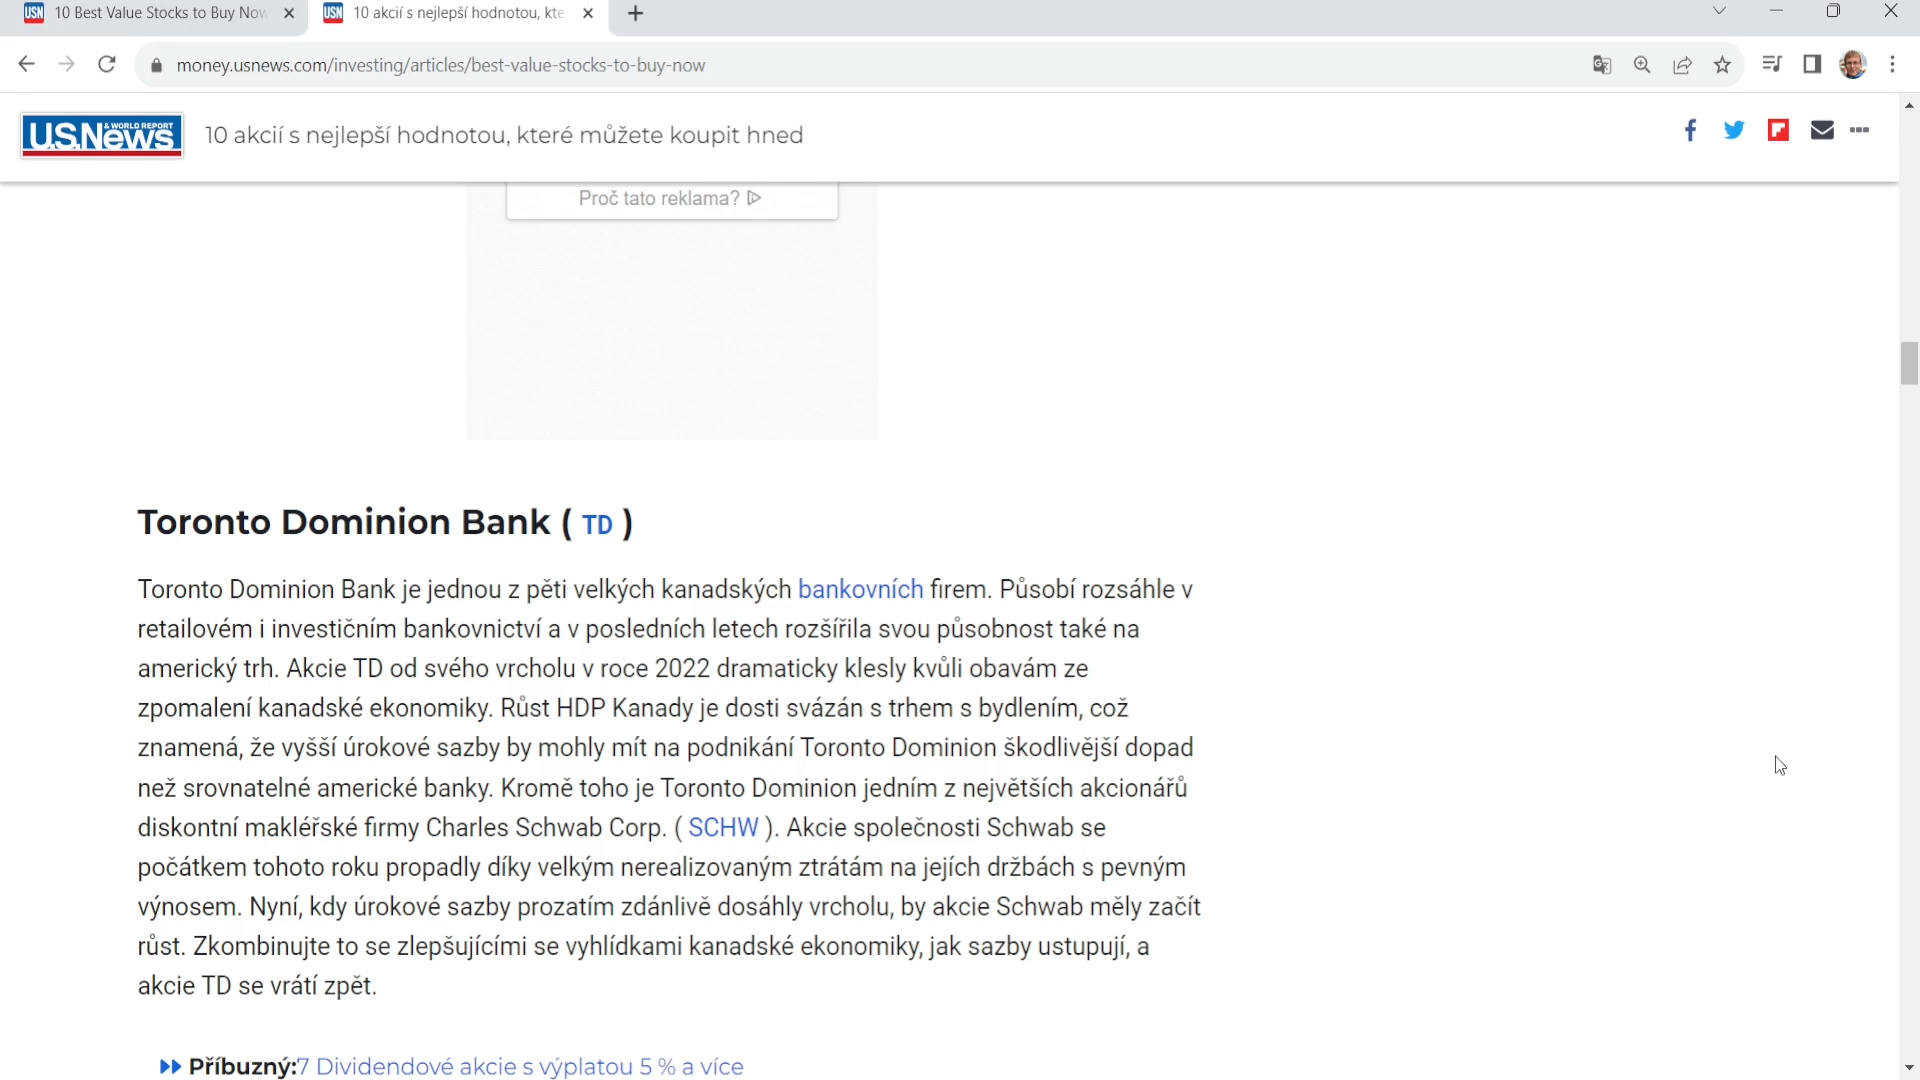 USN 10 Best Value Stocks to Buy Now
USN 10 akcií s nejlepší hodnotou, kte
money.usnews.com/investing/articles/best-value-stocks-to-buy-now
U.S.News & WORLD REPORT
10 akcií s nejlepší hodnotou, které můžete koupit hned
Proč tato reklama?
Toronto Dominion Bank ( TD )
Toronto Dominion Bank je jednou z pěti velkých kanadských bankovních firem. Působí rozsáhle v
retailovém i investičním bankovnictví a v posledních letech rozšířila svou působnost také na
americký trh. Akcie TD od svého vrcholu v roce 2022 dramaticky klesly kvůli obavám ze
zpomalení kanadské ekonomiky. Růst HDP Kanady je dosti svázán s trhem s bydlením, což
znamená, že vyšší úrokové sazby by mohly mít na podnikání Toronto Dominion škodlivější dopad
než srovnatelné americké banky. Kromě toho je Toronto Dominion jedním z největších akcionářů
diskontní makléřské firmy Charles Schwab Corp. ( SCHW ). Akcie společnosti Schwab se
počátkem tohoto roku propadly díky velkým nerealizovaným ztrátám na jejích držbách s pevným
výnosem. Nyní, kdy úrokové sazby prozatím zdánlivě dosáhly vrcholu, by akcie Schwab měly začít
růst. Zkombinujte to se zlepšujícími se vyhlídkami kanadské ekonomiky, jak sazby ustupují, a
akcie TD se vrátí zpět.
Příbuzný:7 Dividendové akcie s výplatou 5 % a více